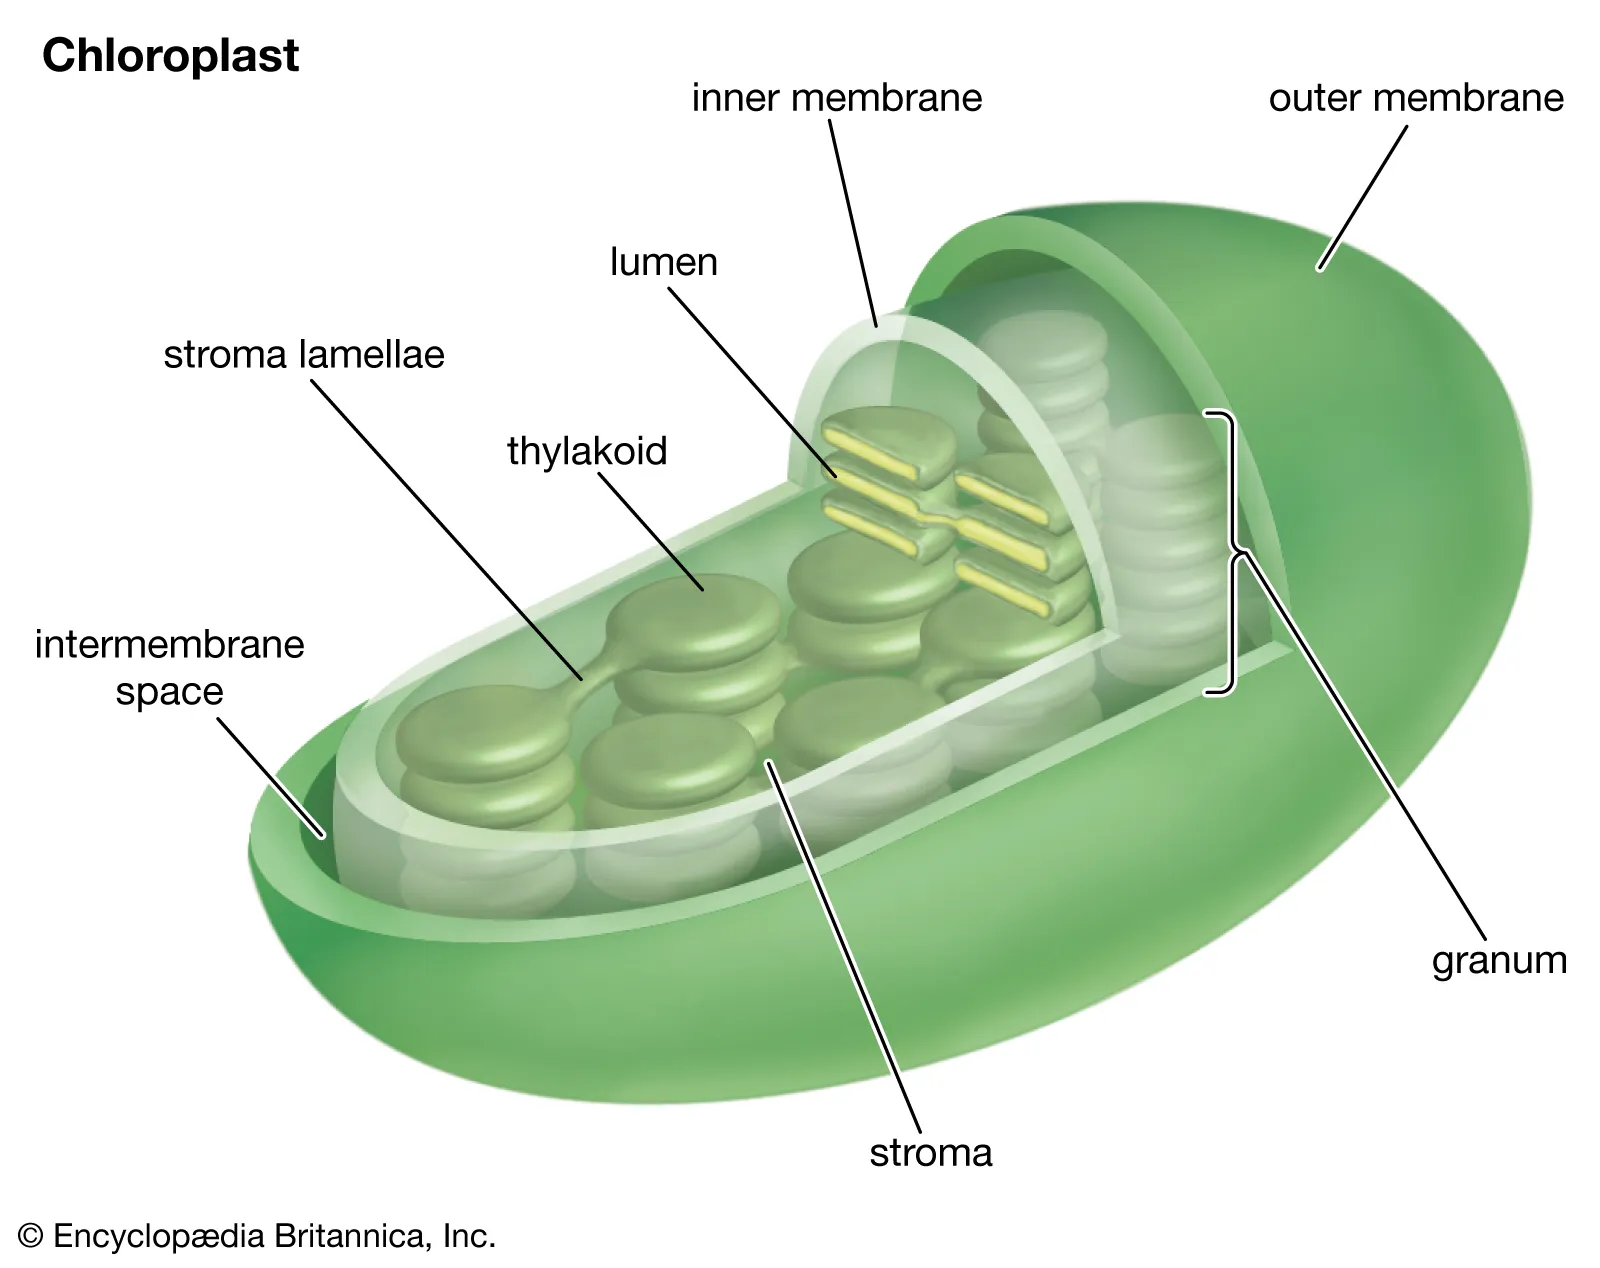 Chloroplast
inner membrane
outer membrane
lumen
stroma lamellae
thylakoid
intermembrane
space
granum
stroma
© Encyclopædia Britannica, Inc.